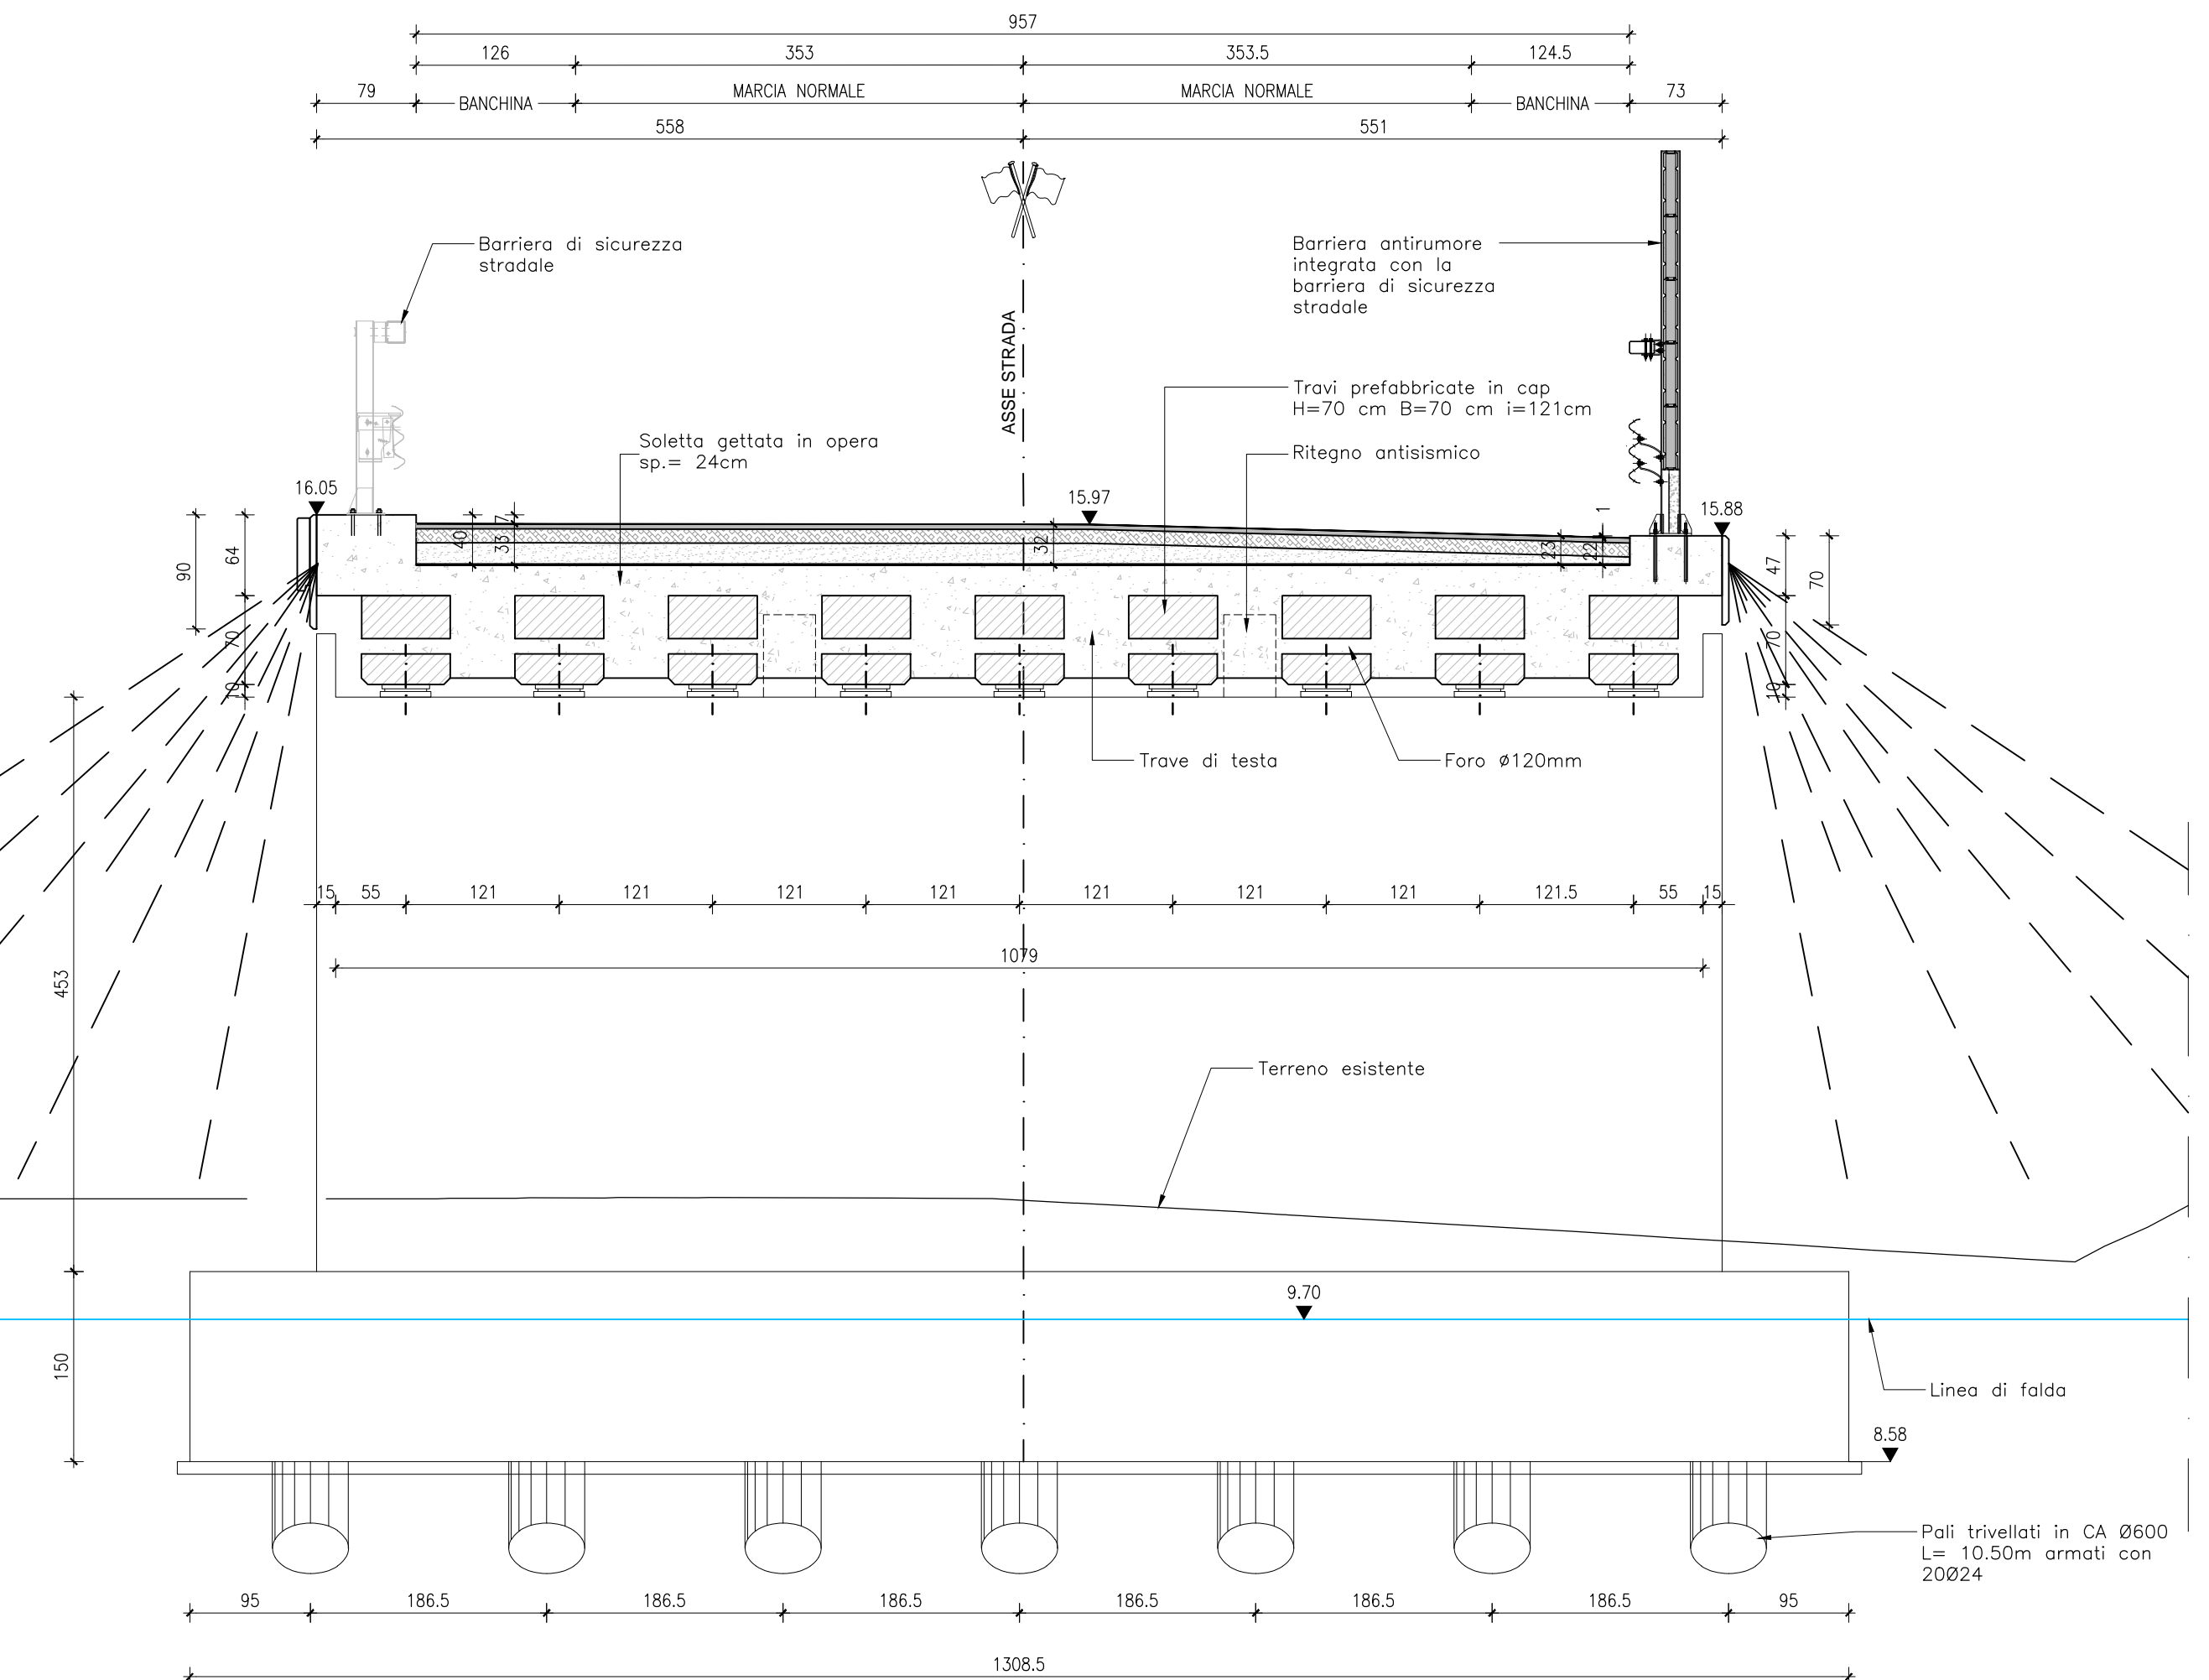 957
126 353 353.5 124.5
79 BANCHINA MARCIA NORMALE MARCIA NORMALE BANCHINA 73
558 551
Barriera di sicurezza
stradale
Barriera antirumore
integrata con la
barriera di sicurezza
stradale
ASSE STRADA
Travi prefabbricate in cap
H=70 cm B=70 cm i=121cm
Soletta gettata in opera
sp.= 24cm
Ritegno antisismico
16.05 15.97 15.88
90 64 40 33 7 32 23 22 1 47 70
70 70
10 10
Trave di testa
Foro Ø120mm
15 55 121 121 121 121 121 121 121 121.5 55 15
1079
453
Terreno esistente
9.70
150
Linea di falda
8.58
Pali trivellati in CA Ø600
L= 10.50m armati con
20Ø24
95 186.5 186.5 186.5 186.5 186.5 186.5 95
1308.5